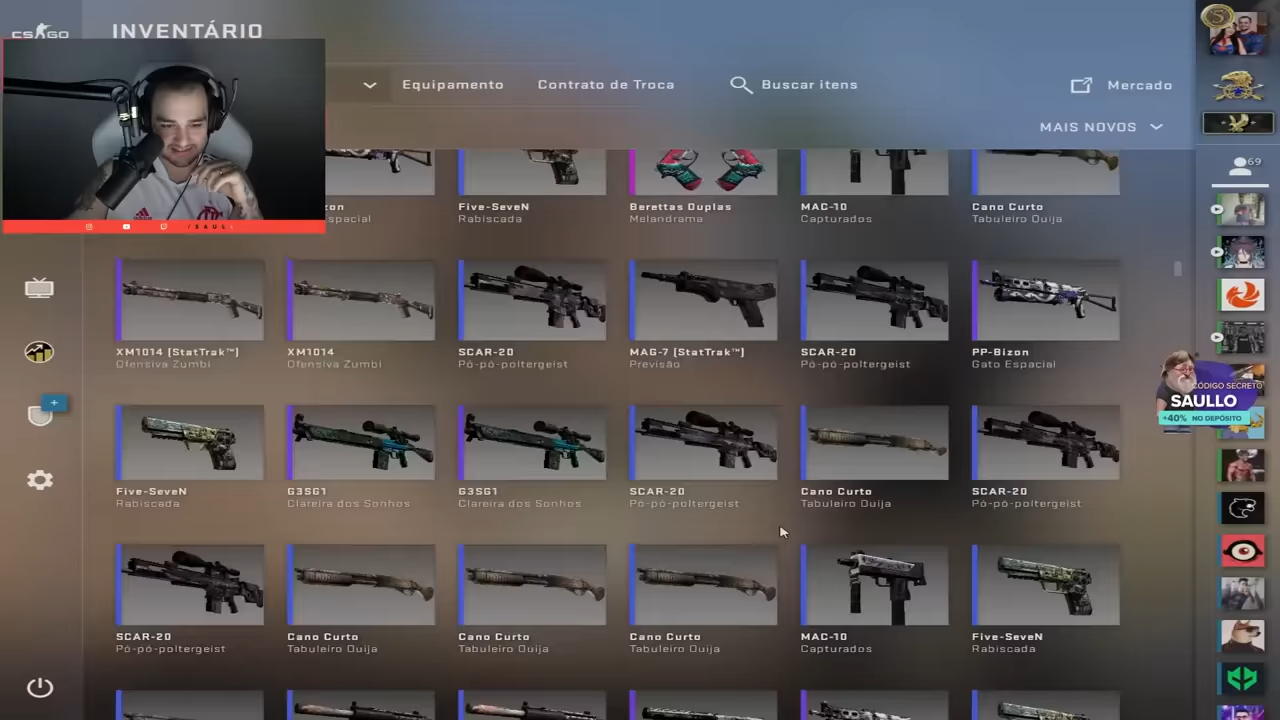 CS GO
INVENTÁRIO
Equipamento
Contrato de Troca
Buscar itens
Mercado
MAIS NOVOS
69
zon
spacial
Five-SeveN
Rabiscada
Berettas Duplas
Melandrama
MAC-10
Capturados
Cano Curto
Tabuleiro Ouija
/SAUL
XM1014 (StatTrak™)
Ofensiva Zumbi
XM1014
Ofensiva Zumbi
SCAR-20
Pó-pó-poltergeist
MAG-7 (StatTrak™)
Previsão
SCAR-20
Pó-pó-poltergeist
PP-Bizon
Gato Espacial
CÓDIGO SECRETO
SAULLO
+40% NO DEPÓSITO
Five-SeveN
Rabiscada
G3SG1
Clareira dos Sonhos
G3SG1
Clareira dos Sonhos
SCAR-20
Pó-pó-poltergeist
Cano Curto
Tabuleiro Ouija
SCAR-20
Pó-pó-poltergeist
SCAR-20
Pó-pó-poltergeist
Cano Curto
Tabuleiro Ouija
Cano Curto
Tabuleiro Ouija
Cano Curto
Tabuleiro Ouija
MAC-10
Capturados
Five-SeveN
Rabiscada